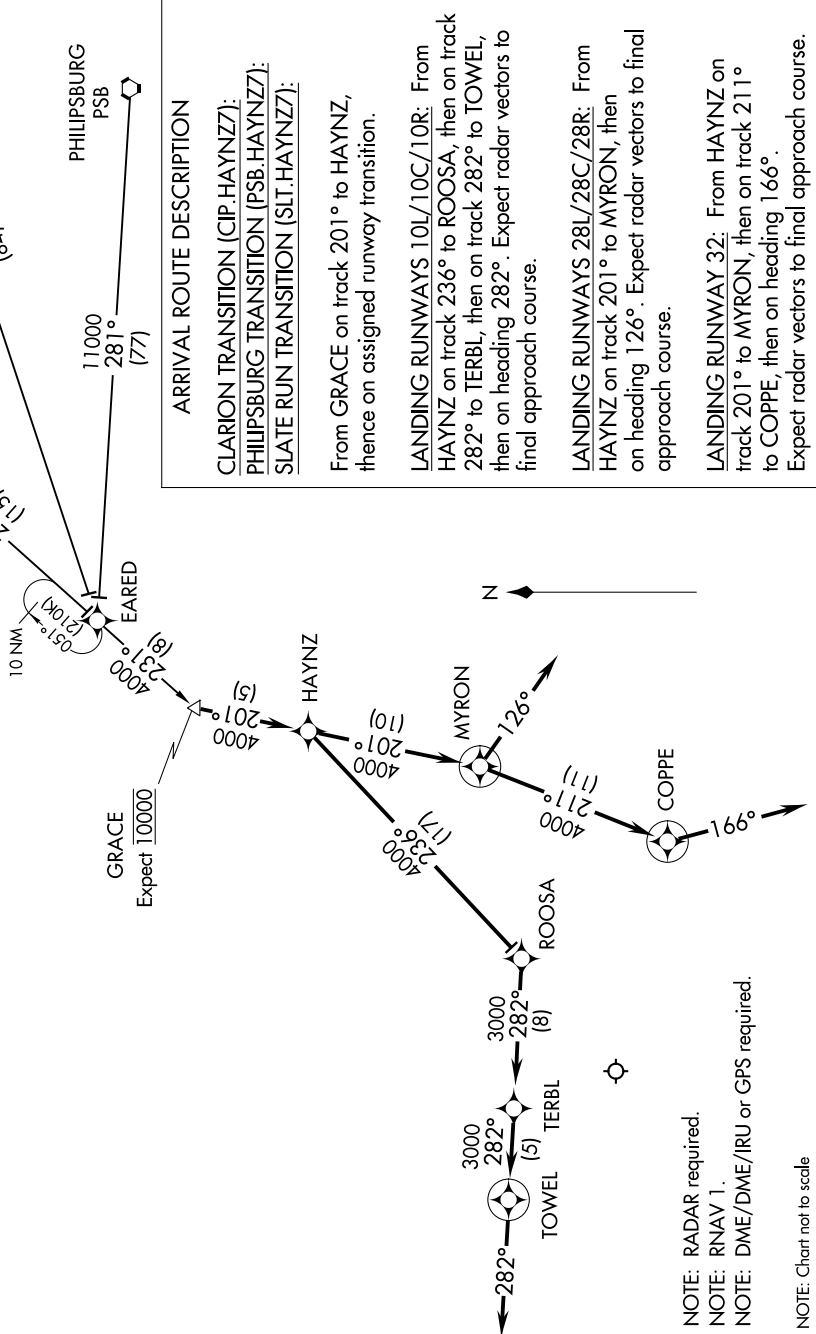 PHILIPSBURG
PSB
11000
281°
(77)
10 NM
051°
(210K)
EARED
4000
231°
(8)
GRACE
Expect 10000
4000
201°
(5)
HAYNZ
4000
201°
(10)
4000
236°
(17)
MYRON
126°
4000
211°
(11)
COPPE
166°
ROOSA
3000
282°
(8)
TERBL
3000
282°
(5)
TOWEL
282°
N
ARRIVAL ROUTE DESCRIPTION
CLARION TRANSITION (CIP.HAYNZ7):
PHILIPSBURG TRANSITION (PSB.HAYNZ7):
SLATE RUN TRANSITION (SLT.HAYNZ7):
From GRACE on track 201° to HAYNZ,
thence on assigned runway transition.
LANDING RUNWAYS 10L/10C/10R: From
HAYNZ on track 236° to ROOSA, then on track
282° to TERBL, then on track 282° to TOWEL,
then on heading 282°. Expect radar vectors to
final approach course.
LANDING RUNWAYS 28L/28C/28R: From
HAYNZ on track 201° to MYRON, then
on heading 126°. Expect radar vectors to final
approach course.
LANDING RUNWAY 32: From HAYNZ on
track 201° to MYRON, then on track 211°
to COPPE, then on heading 166°.
Expect radar vectors to final approach course.
NOTE: RADAR required.
NOTE: RNAV 1.
NOTE: DME/DME/IRU or GPS required.
NOTE: Chart not to scale